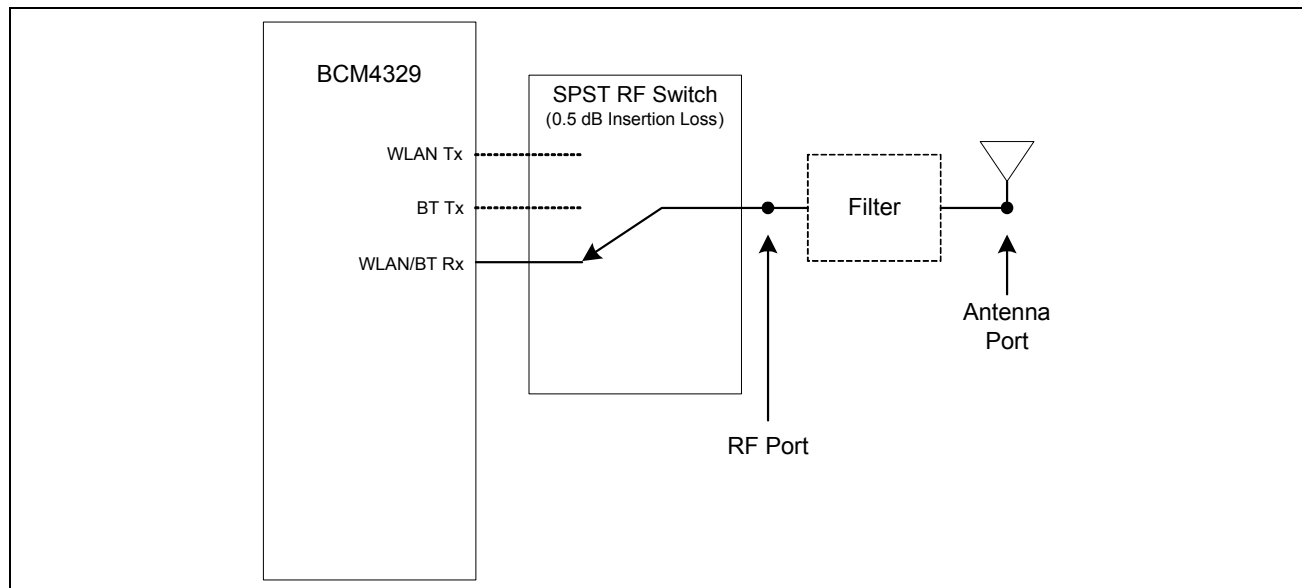 BCM4329
SPST RF Switch
(0.5 dB Insertion Loss)
WLAN Tx
BT Tx
WLAN/BT Rx
Filter
RF Port
Antenna
Port